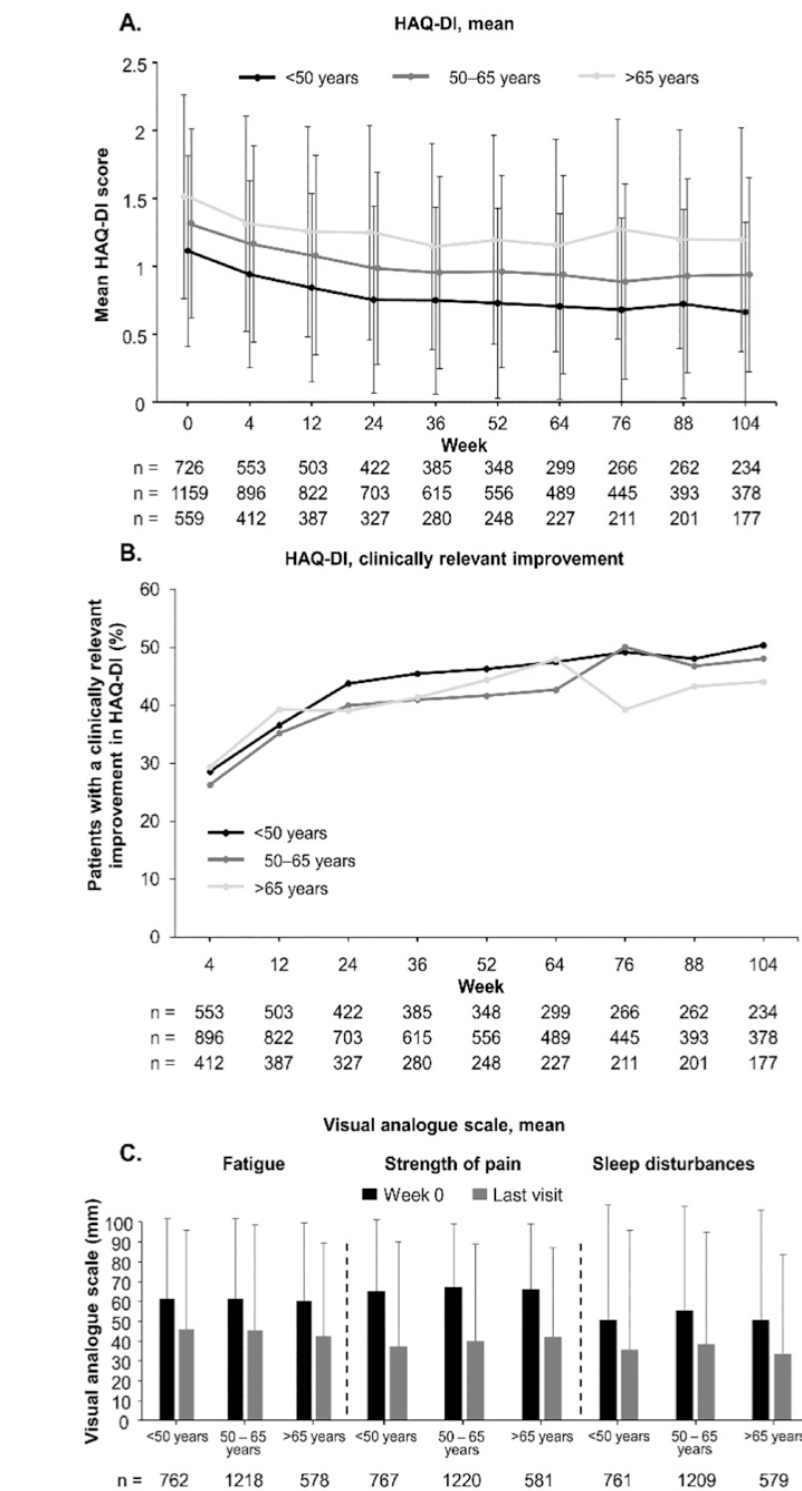 A.
HAQ-DI, mean
<50 years 50–65 years >65 years
Mean HAQ-DI score
2.5
2
1.5
1
0.5
0
0 4 12 24 36 52 64 76 88 104
Week
n = 726 553 503 422 385 348 299 266 262 234
n = 1159 896 822 703 615 556 489 445 393 378
n = 559 412 387 327 280 248 227 211 201 177
B.
HAQ-DI, clinically relevant improvement
Patients with a clinically relevant
improvement in HAQ-DI (%)
60
50
40
30
20
10
0
<50 years
50–65 years
>65 years
4 12 24 36 52 64 76 88 104
Week
n = 553 503 422 385 348 299 266 262 234
n = 896 822 703 615 556 489 445 393 378
n = 412 387 327 280 248 227 211 201 177
Visual analogue scale, mean
C.
Fatigue Strength of pain Sleep disturbances
Week 0 Last visit
Visual analogue scale (mm)
100
90
80
70
60
50
40
30
20
10
0
<50 years 50 – 65 years >65 years <50 years 50 – 65 years >65 years <50 years 50 – 65 years >65 years
n = 762 1218 578 767 1220 581 761 1209 579